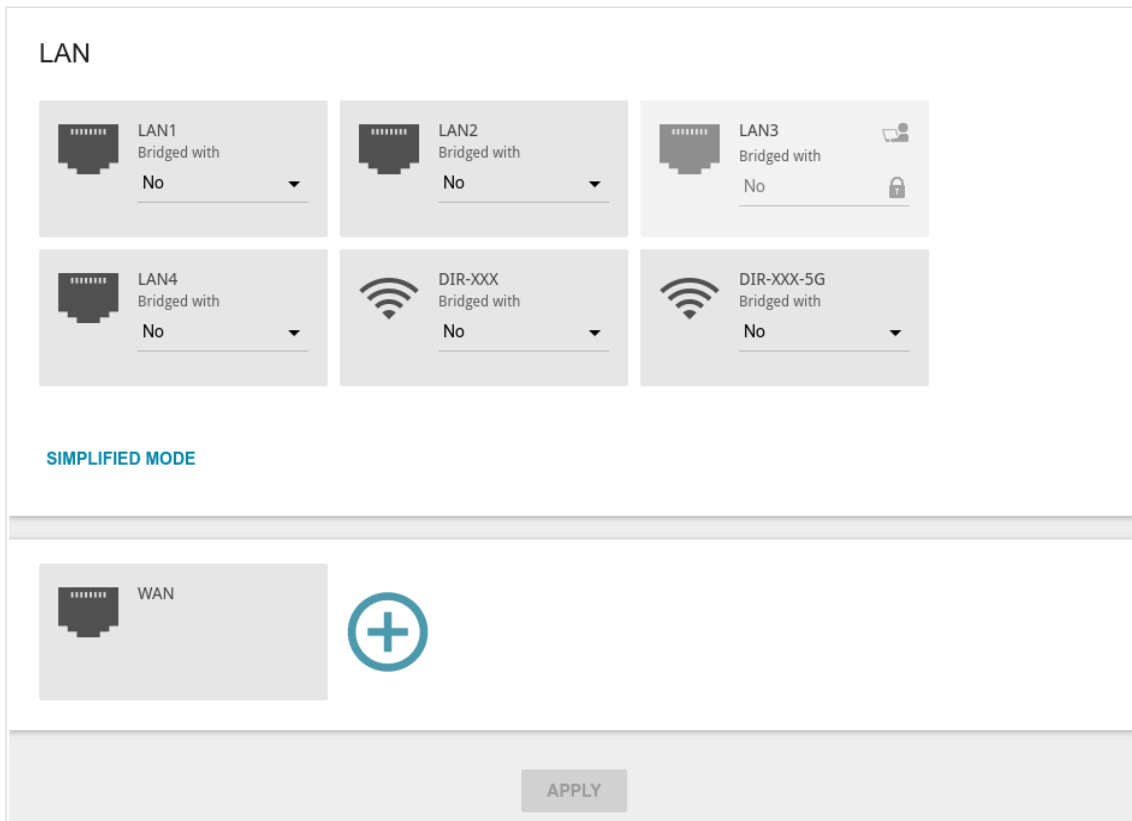 LAN
LAN1
Bridged with
No
LAN2
Bridged with
No
LAN3
Bridged with
No
LAN4
Bridged with
No
DIR-XXX
Bridged with
No
DIR-XXX-5G
Bridged with
No
SIMPLIFIED MODE
WAN
APPLY